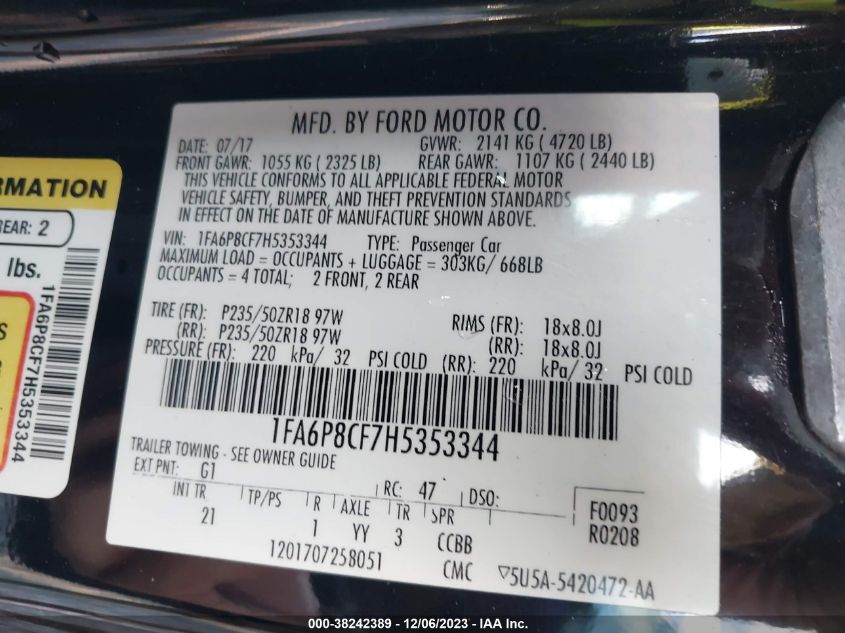 MFD. BY FORD MOTOR CO.
DATE: 07/17 GVWR: 2141 KG ( 4720 LB)
FRONT GAWR: 1055 KG ( 2325 LB) REAR GAWR: 1107 KG ( 2440 LB)
THIS VEHICLE CONFORMS TO ALL APPLICABLE FEDERAL MOTOR
VEHICLE SAFETY, BUMPER, AND THEFT PREVENTION STANDARDS
IN EFFECT ON THE DATE OF MANUFACTURE SHOWN ABOVE.
VIN: 1FA6P8CF7H5353344 TYPE: Passenger Car
MAXIMUM LOAD = OCCUPANTS + LUGGAGE = 303KG/ 668LB
OCCUPANTS = 4 TOTAL; 2 FRONT, 2 REAR
TIRE (FR): P235/50ZR18 97W RIMS (FR): 18x8.0J
(RR): P235/50ZR18 97W (RR): 18x8.0J
PRESSURE (FR): 220 kPa/ 32 PSI COLD (RR): 220 kPa/ 32 PSI COLD
1FA6P8CF7H5353344
TRAILER TOWING - SEE OWNER GUIDE
EXT PNT: G1 RC: 47 DSO: F0093
INT TR TP/PS R AXLE TR SPR R0208
21 1 YY 3 CCBB
1201707258051 CMC ▽5U5A-5420472-AA
RMATION
REAR: 2
lbs.
S
1FA6P8CF7H5353344
000-38242389 - 12/06/2023 - IAA Inc.